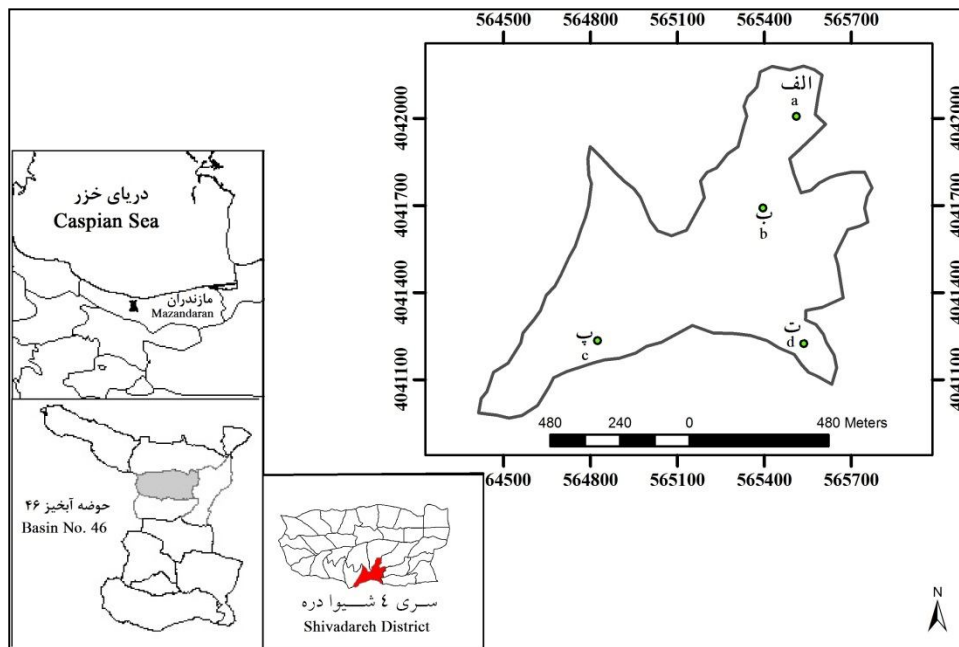 564500 564800 565100 565400 565700
4042000
4041700
4041400
4041100
4042000
4041700
4041400
4041100
الف
a
ب
b
پ
c
ت
d
480 240 0 480 Meters
564500 564800 565100 565400 565700
دریای خزر
Caspian Sea
مازندران
Mazandaran
حوضه آبخیز ۴۶
Basin No. 46
سری ٤ شیوا دره
Shivadareh District
N